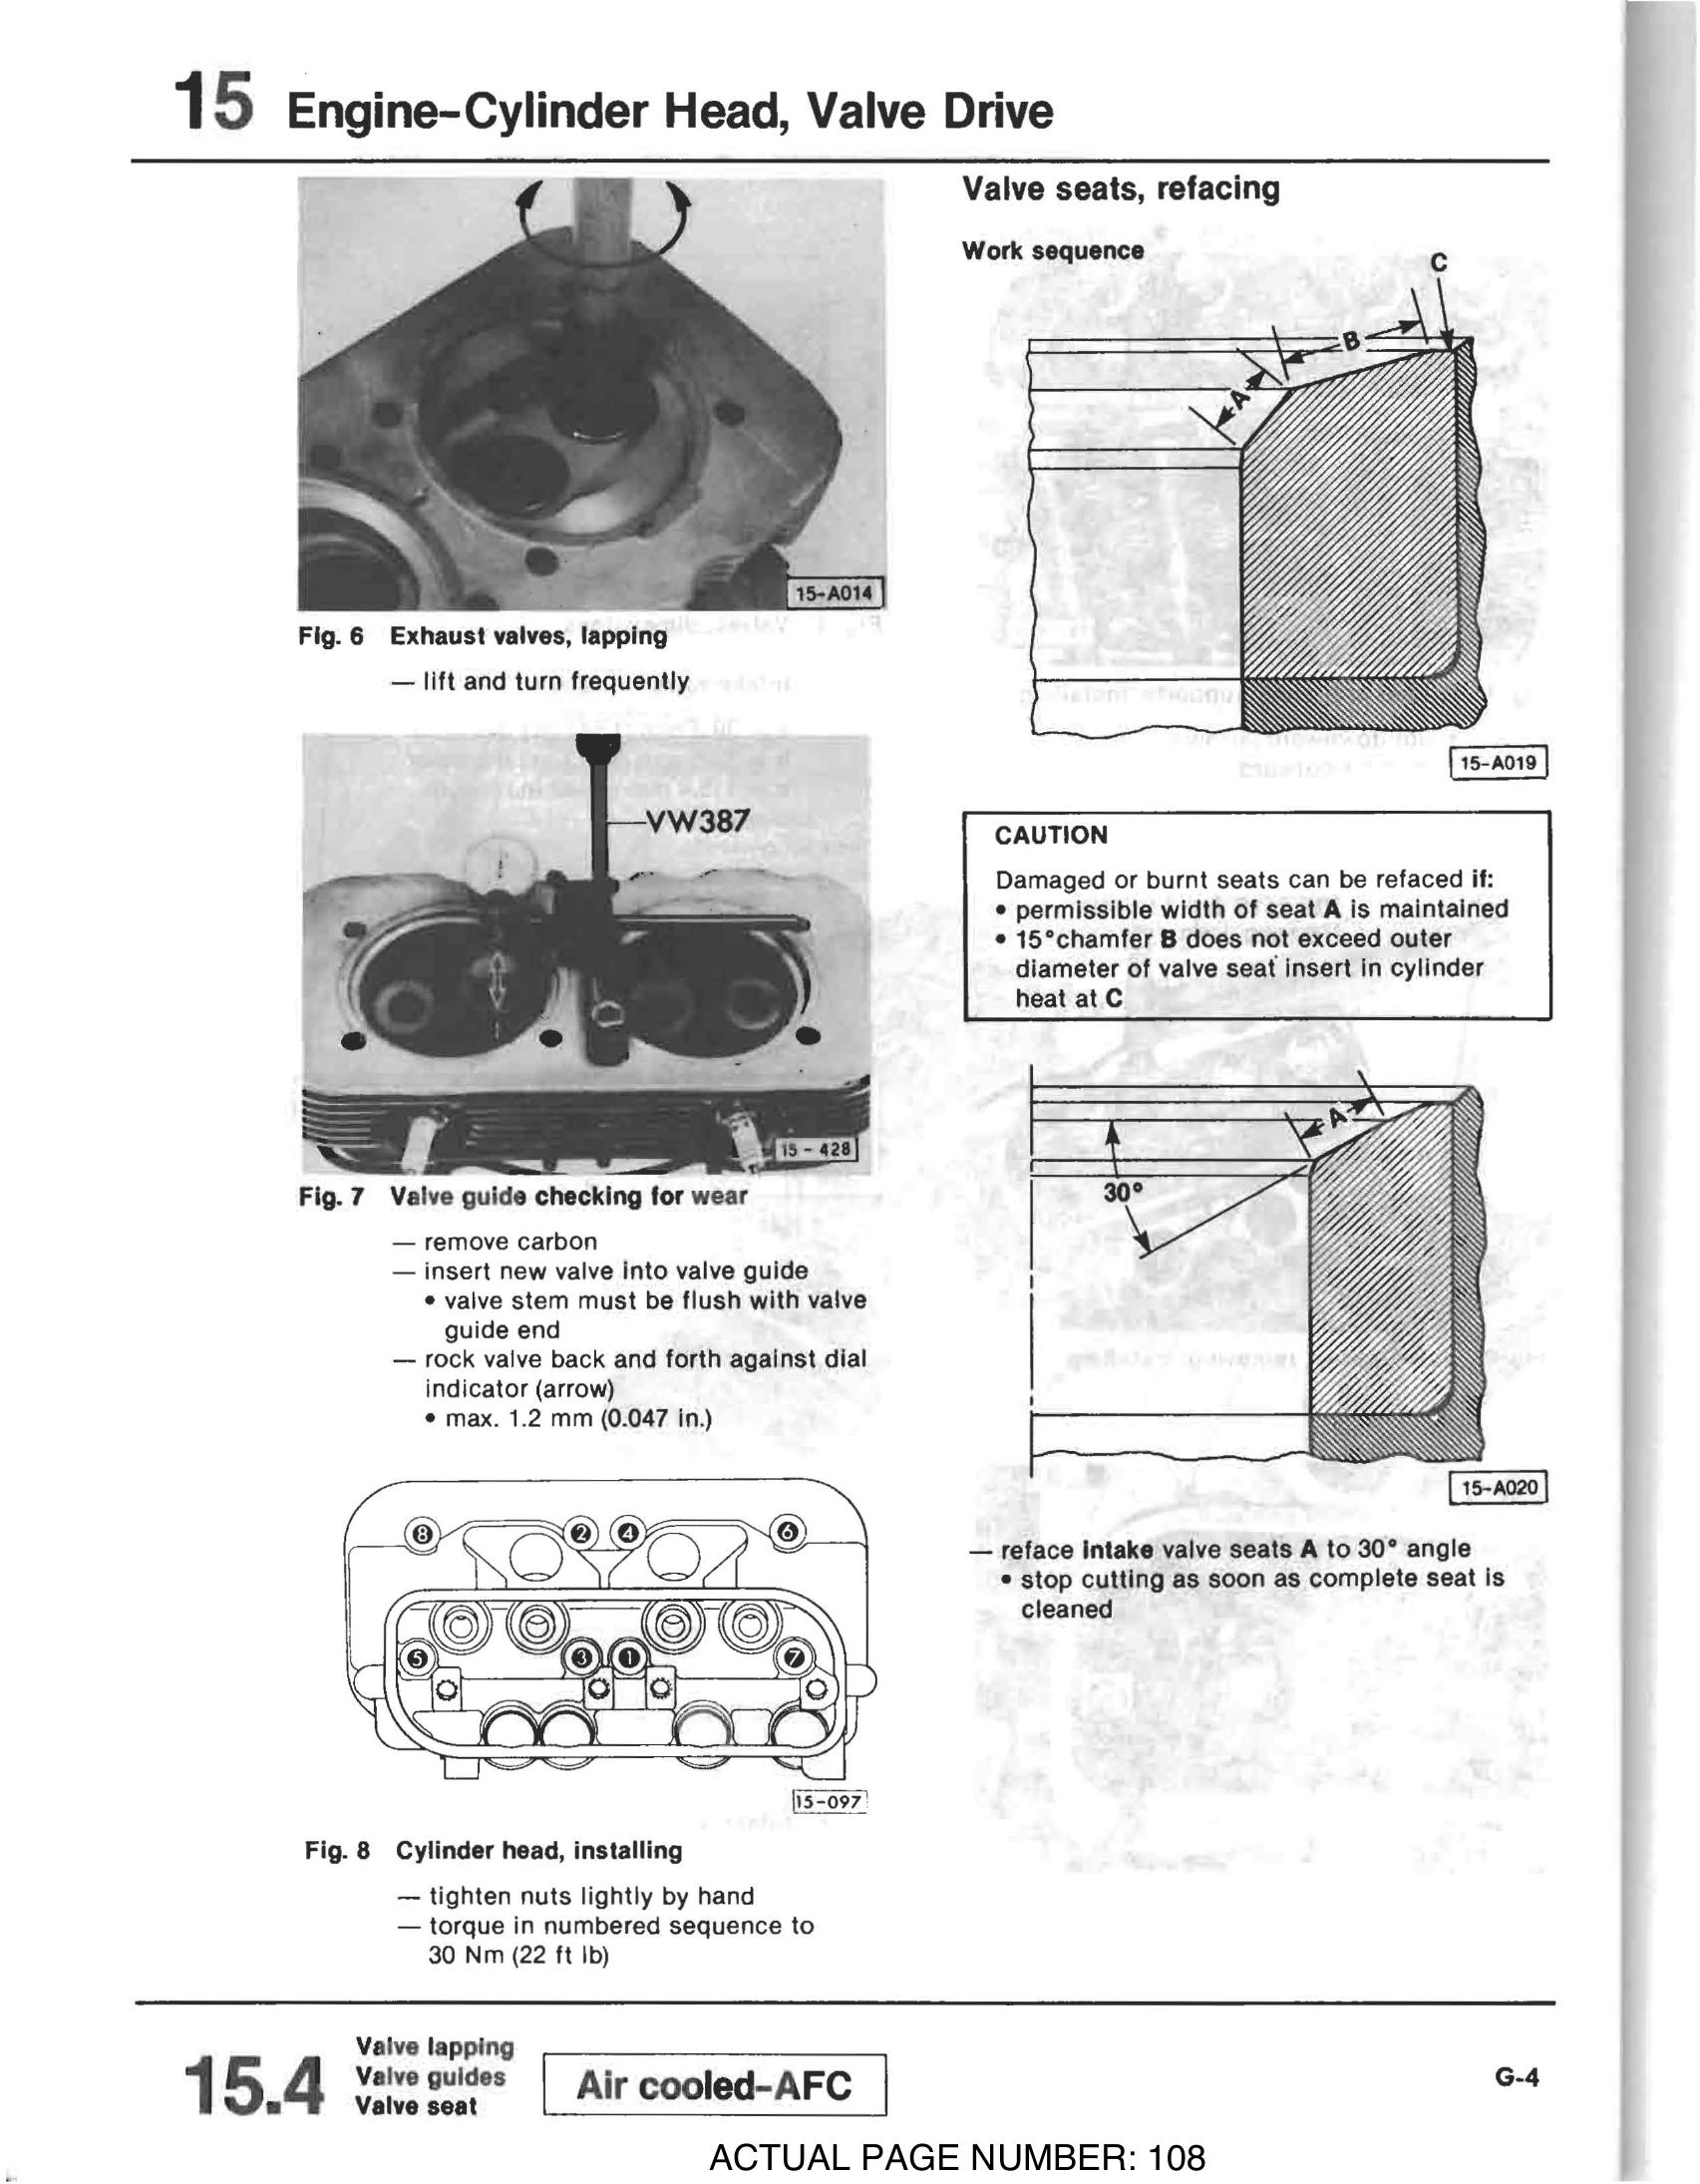 15 Engine-Cylinder Head, Valve Drive
15-A014
Fig. 6 Exhaust valves, lapping
— lift and turn frequently
VW387
15 - 428
Fig. 7 Valve guide checking for wear
— remove carbon
— insert new valve into valve guide
• valve stem must be flush with valve
guide end
— rock valve back and forth against dial
indicator (arrow)
• max. 1.2 mm (0.047 in.)
8 2 4 6
5 3 1 7
15-097
Fig. 8 Cylinder head, installing
— tighten nuts lightly by hand
— torque in numbered sequence to
30 Nm (22 ft lb)
Valve seats, refacing
Work sequence
C
B
A
15-A019
CAUTION
Damaged or burnt seats can be refaced if:
• permissible width of seat A is maintained
• 15°chamfer B does not exceed outer
diameter of valve seat insert in cylinder
heat at C
A
30°
15-A020
— reface intake valve seats A to 30° angle
• stop cutting as soon as complete seat is
cleaned
15.4
Valve lapping
Valve guides
Valve seat
Air cooled-AFC
G-4
ACTUAL PAGE NUMBER: 108